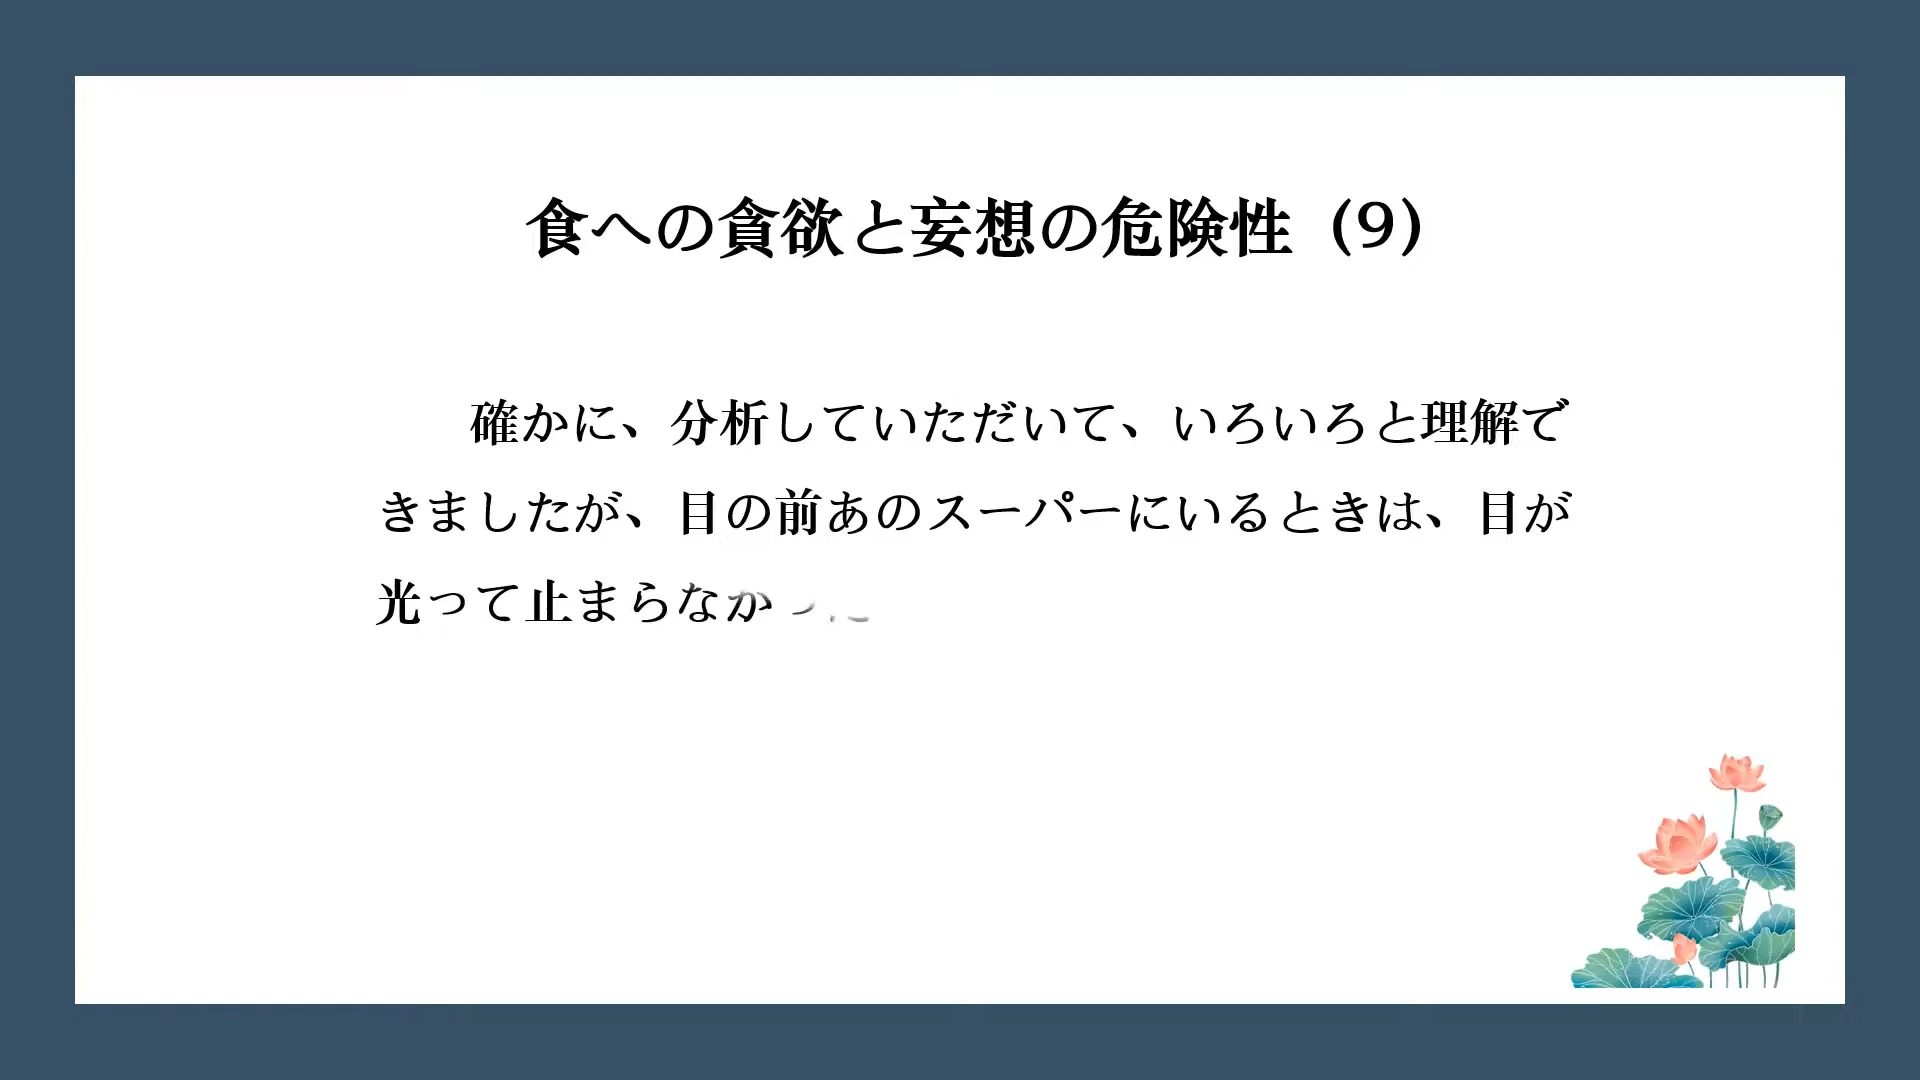 食への貪欲と妄想の危険性（9）
確かに、分析していただいて、いろいろと理解で
きましたが、目の前あのスーパーにいるときは、目が
光って止まらなかった